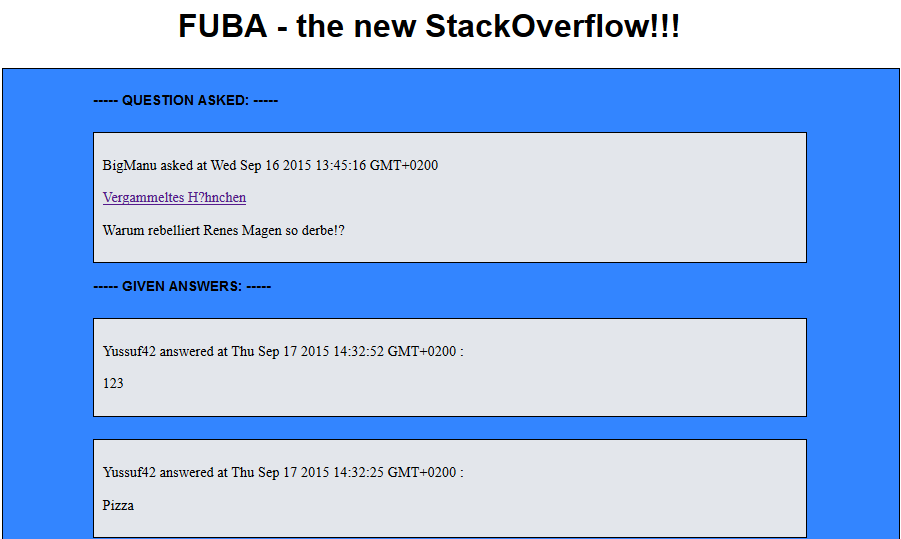 FUBA - the new StackOverflow!!!
----- QUESTION ASKED: -----
BigManu asked at Wed Sep 16 2015 13:45:16 GMT+0200
Vergammeltes H?hnchen
Warum rebelliert Renes Magen so derbe!?
----- GIVEN ANSWERS: -----
Yussuf42 answered at Thu Sep 17 2015 14:32:52 GMT+0200 :
123
Yussuf42 answered at Thu Sep 17 2015 14:32:25 GMT+0200 :
Pizza